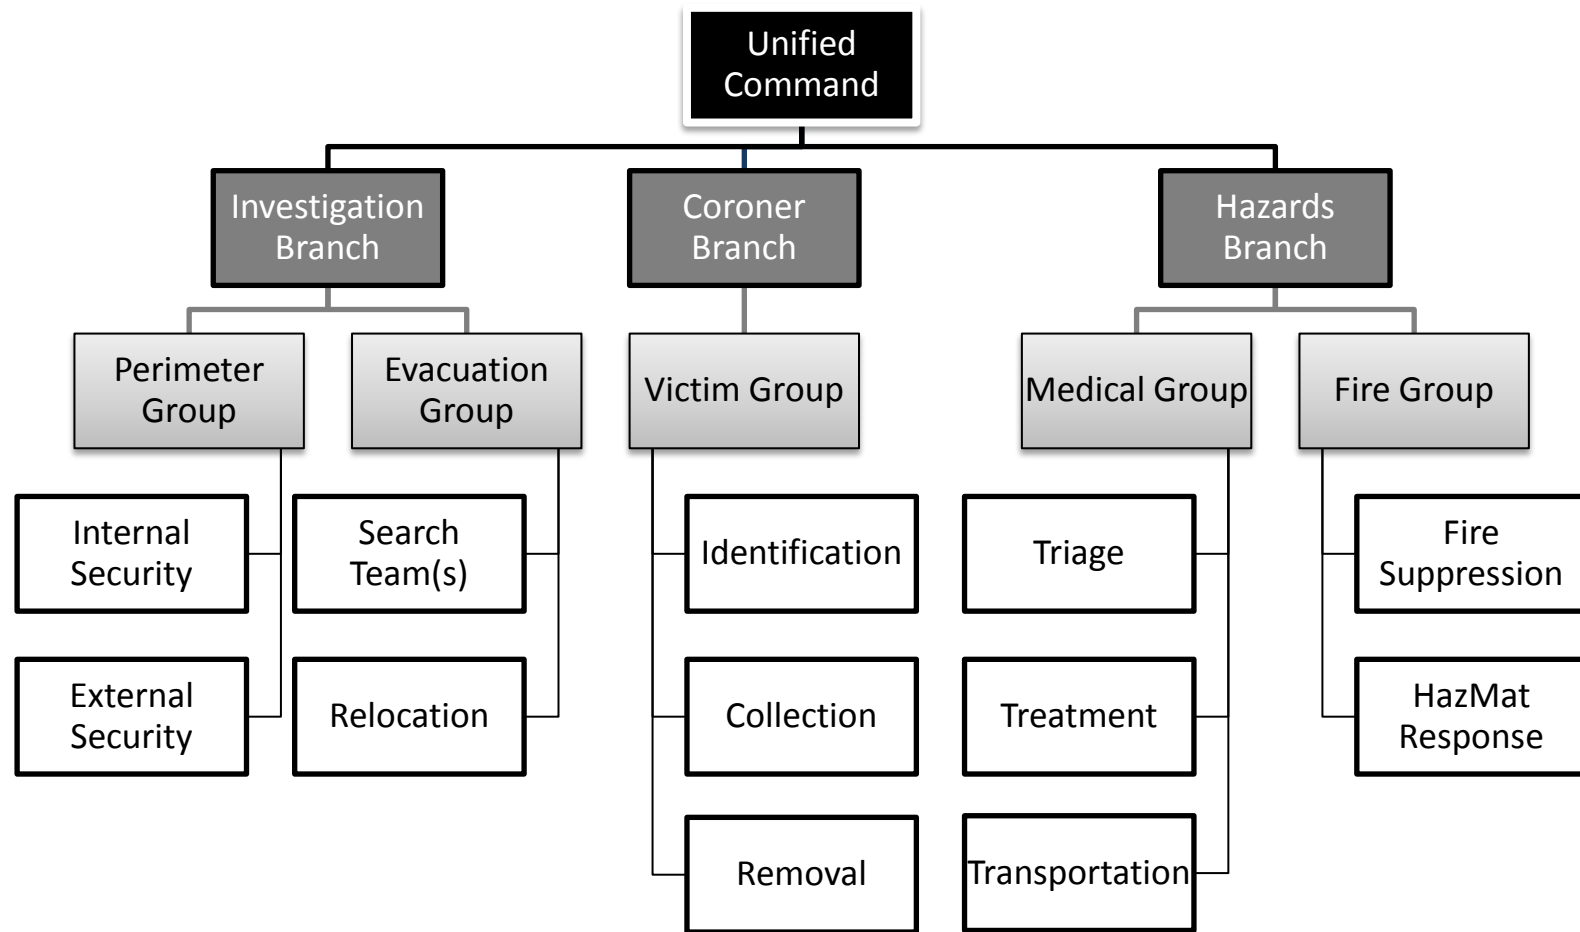 Unified
Command
Investigation
Branch
Coroner
Branch
Hazards
Branch
Perimeter
Group
Evacuation
Group
Victim Group
Medical Group
Fire Group
Internal
Security
Search
Team(s)
Identification
Triage
Fire
Suppression
External
Security
Relocation
Collection
Treatment
HazMat
Response
Removal
Transportation